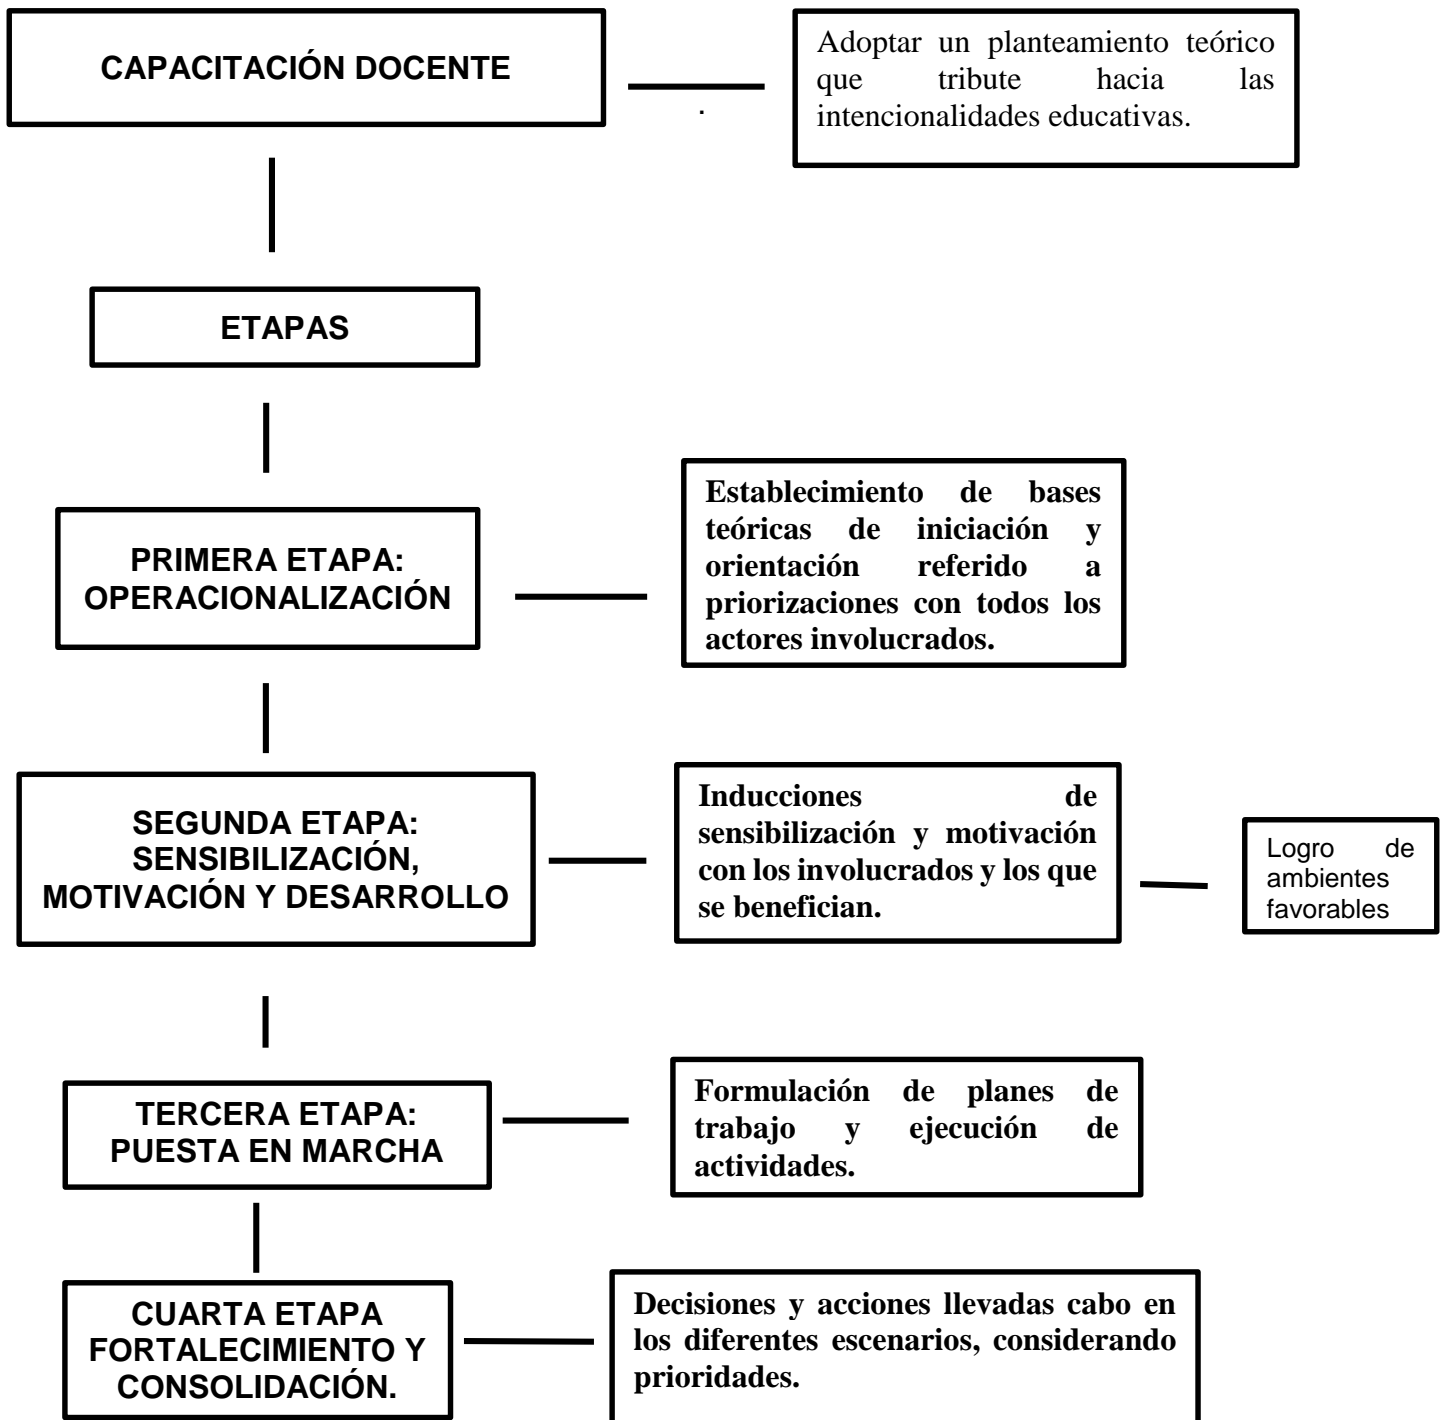 CAPACITACIÓN DOCENTE
Adoptar un planteamiento teórico
que tribute hacia las
intencionalidades educativas.
.
ETAPAS
PRIMERA ETAPA:
OPERACIONALIZACIÓN
Establecimiento de bases
teóricas de iniciación y
orientación referido a
priorizaciones con todos los
actores involucrados.
SEGUNDA ETAPA:
SENSIBILIZACIÓN,
MOTIVACIÓN Y DESARROLLO
Inducciones de
sensibilización y motivación
con los involucrados y los que
se benefician.
Logro de
ambientes
favorables
TERCERA ETAPA:
PUESTA EN MARCHA
Formulación de planes de
trabajo y ejecución de
actividades.
CUARTA ETAPA
FORTALECIMIENTO Y
CONSOLIDACIÓN.
Decisiones y acciones llevadas cabo en
los diferentes escenarios, considerando
prioridades.